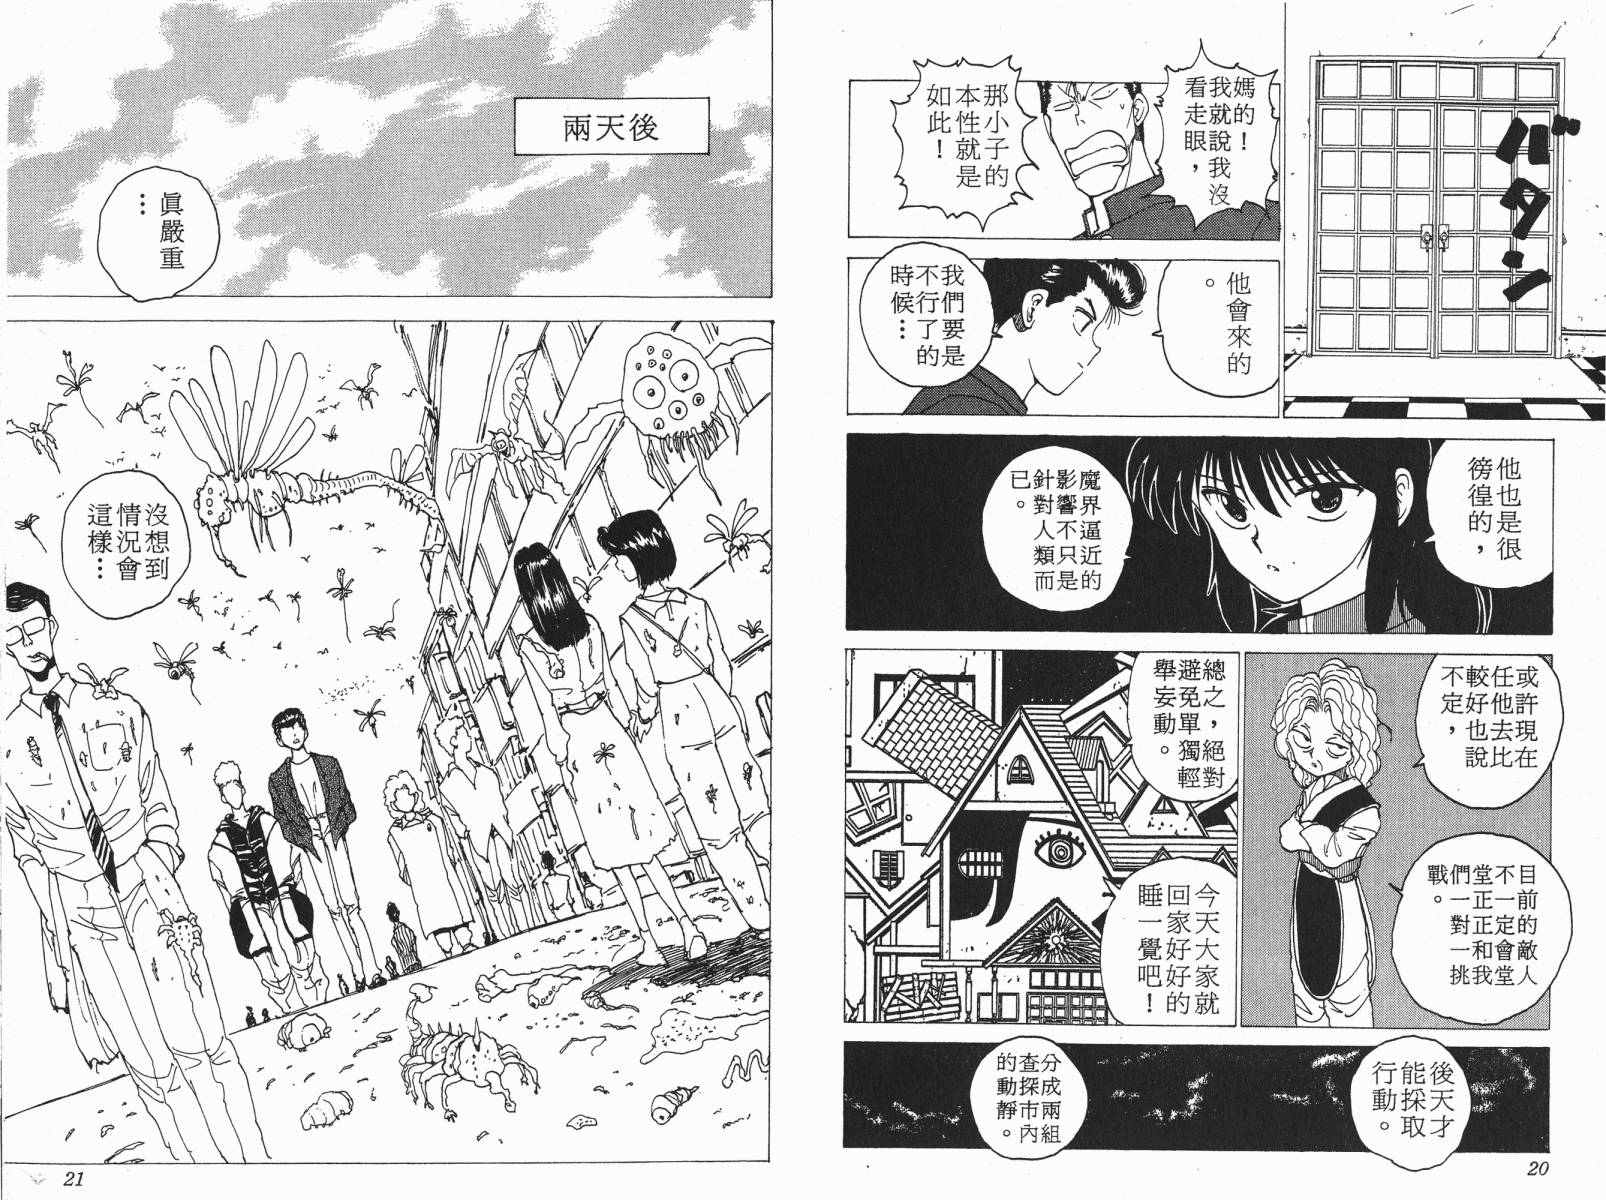 バタン
媽的！
我就說我沒
看走眼，
那小子的
本性就是
如此！
他會來的
。
我們要是
不行了的
時候…
他也是很
徬徨的，
魔界逼近的
影響不只是
針對人類而
已。
或許現在
任他去比
較好也說
不定，
目前的敵人
不一定會堂
堂正正和我
們一對一挑
戰。
總之，絕對
避免單獨輕
舉妄動。
今天大家就
回家好好的
睡一覺吧！
後天才
能採取
行動。
分成兩組
查探市內
的動靜。
20
兩天後
眞嚴重
…
沒想到
情況會
這樣…
21